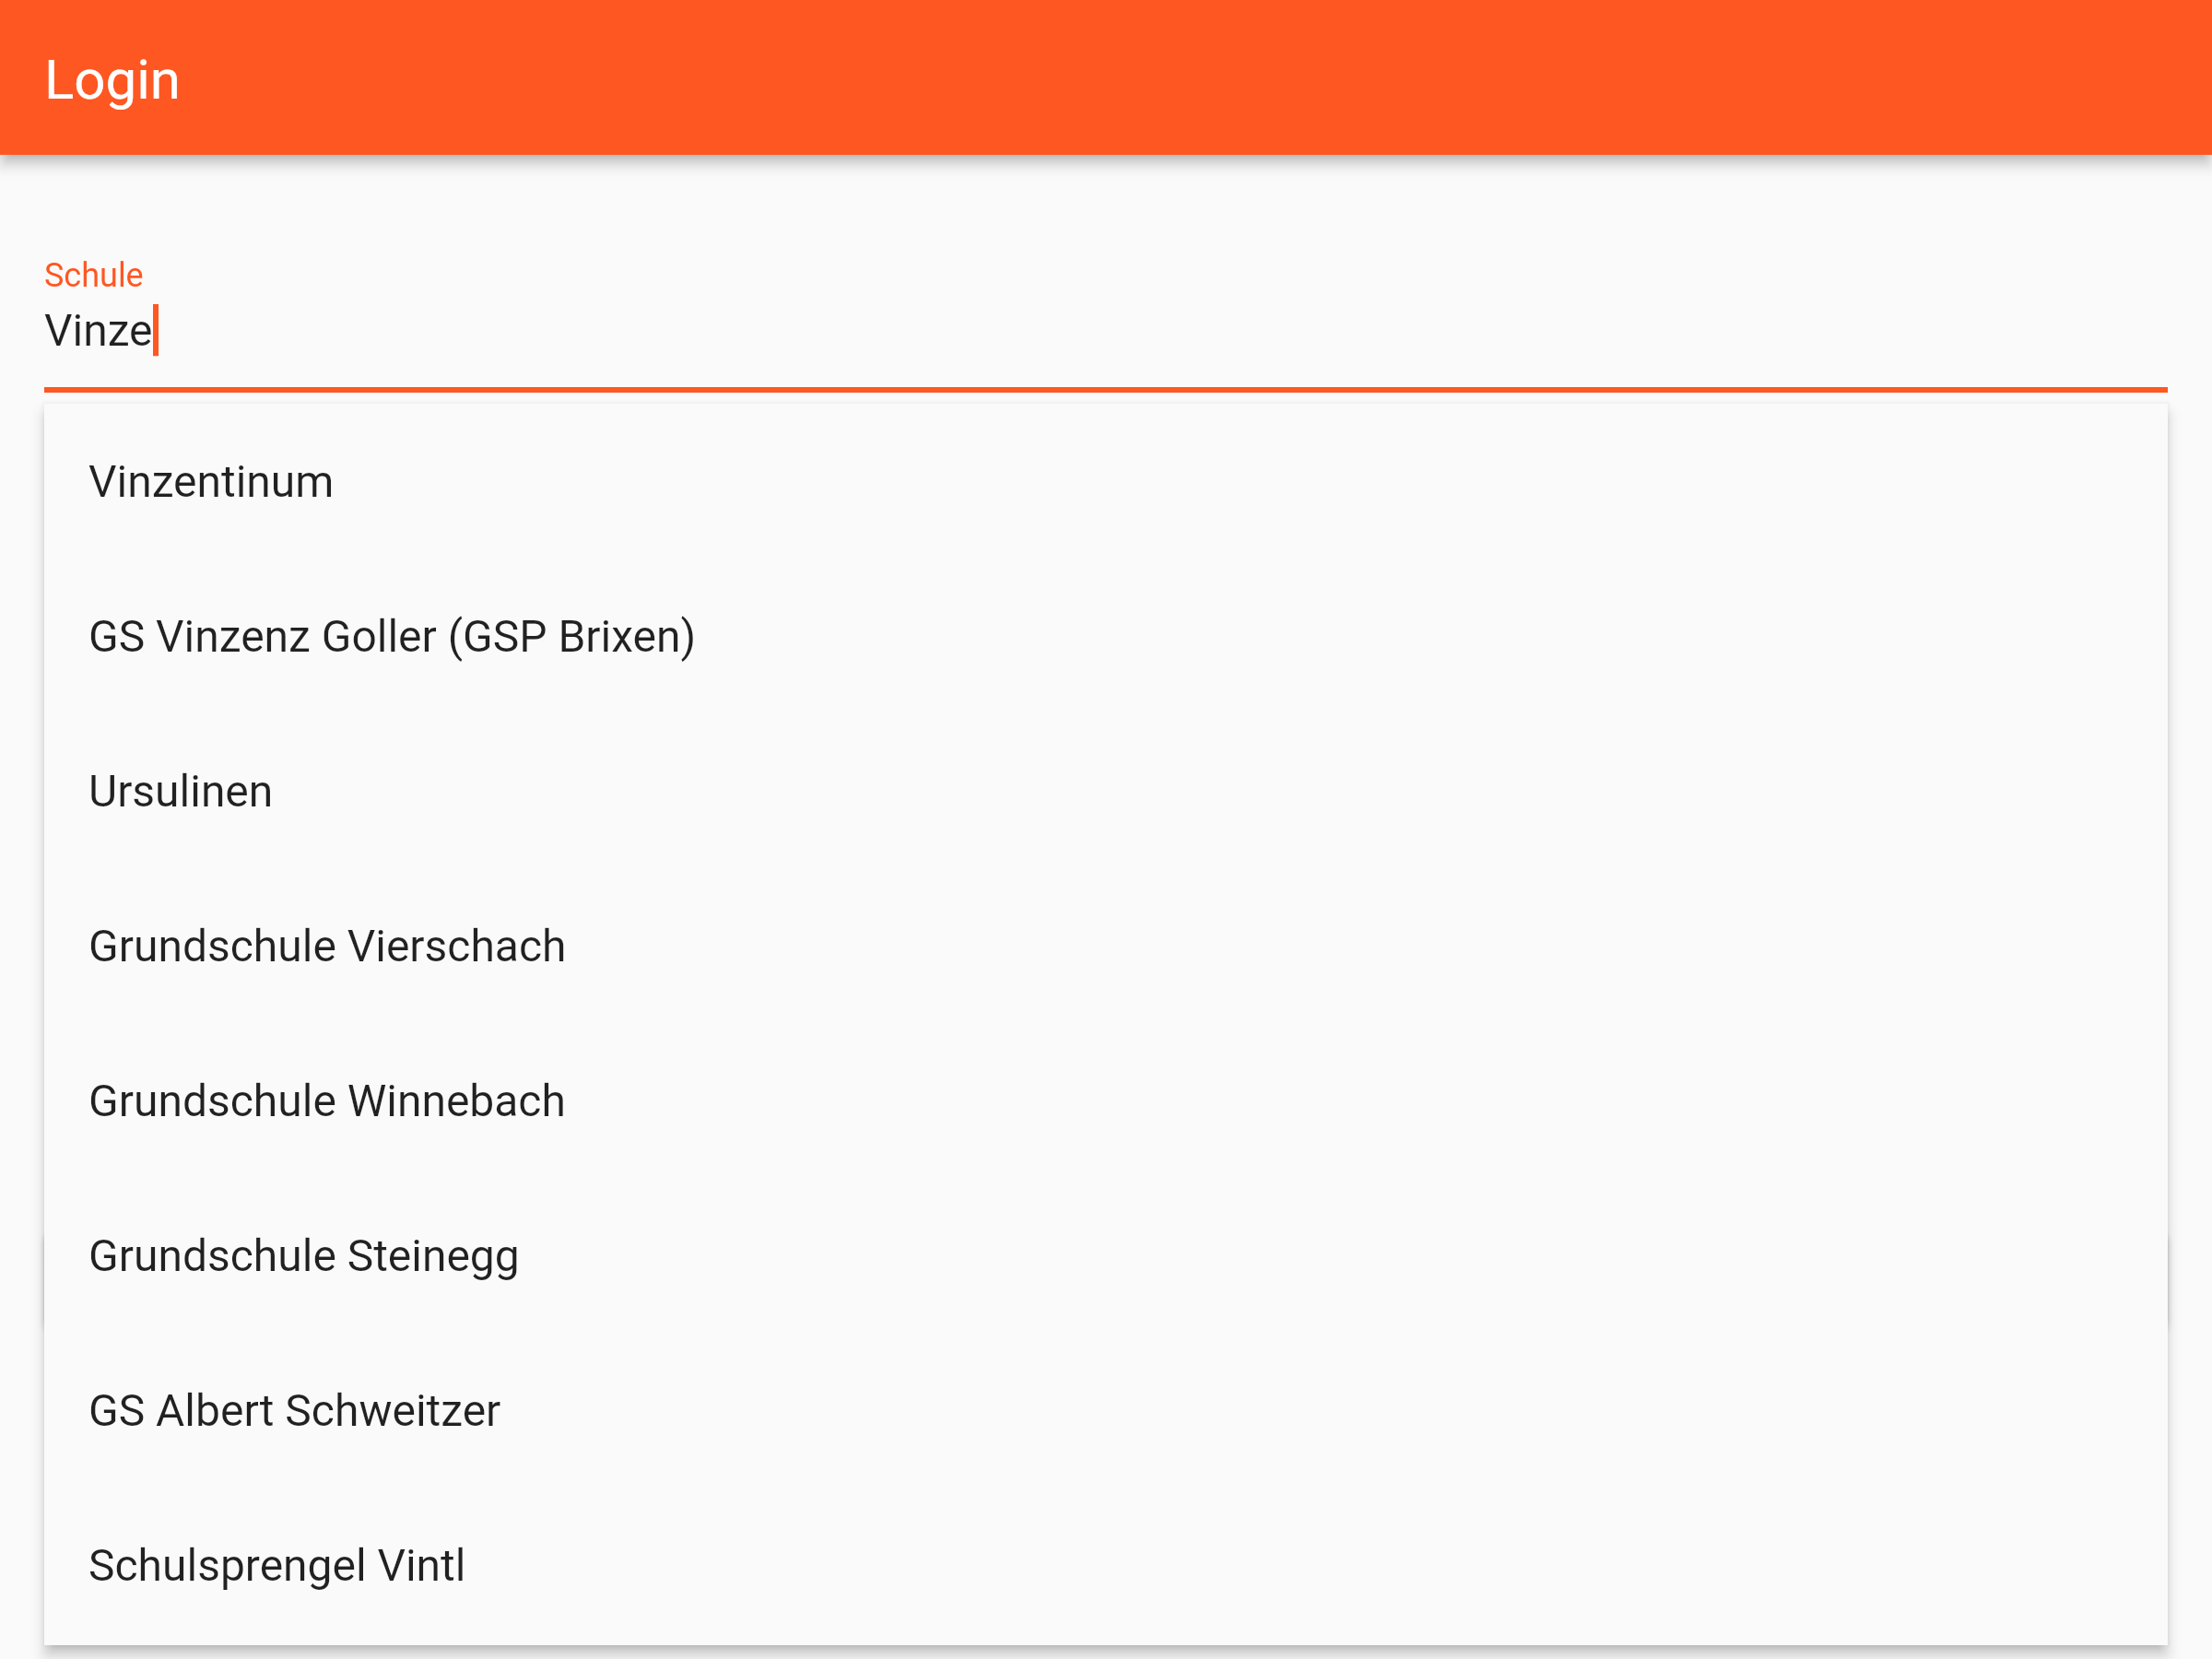 Login
Schule
Vinze
Vinzentinum
GS Vinzenz Goller (GSP Brixen)
Ursulinen
Grundschule Vierschach
Grundschule Winnebach
Grundschule Steinegg
GS Albert Schweitzer
Schulsprengel Vintl